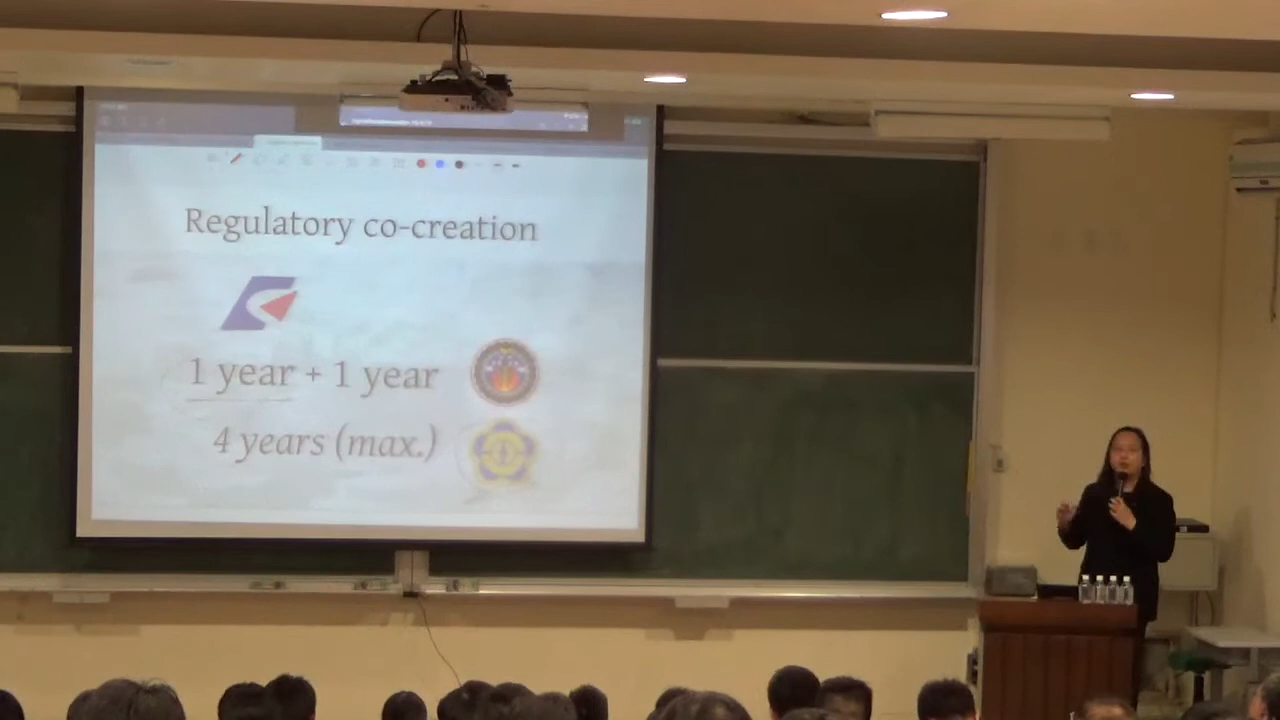 Regulatory co-creation
1 year + 1 year
4 years (max.)